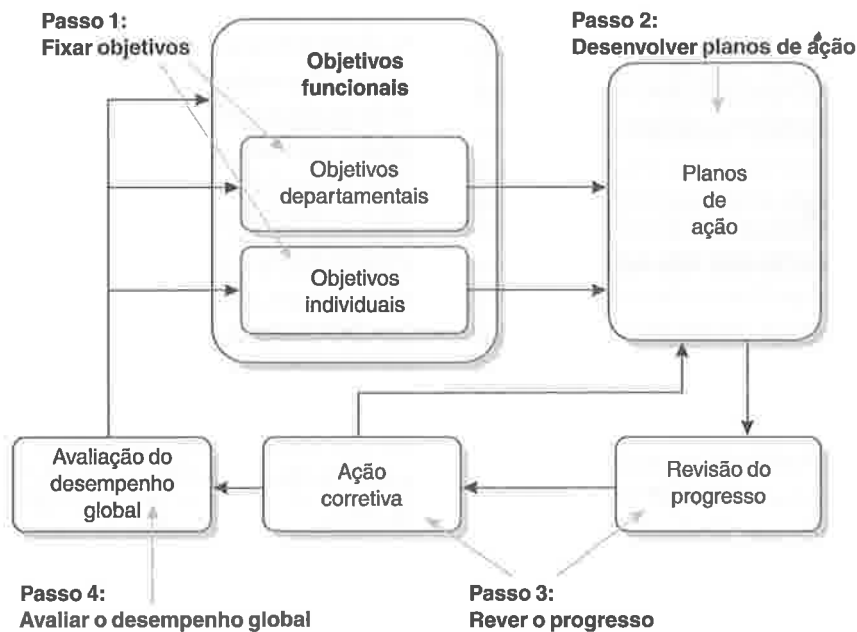 Passo 1:
Fixar objetivos
Objetivos
funcionais
Passo 2:
Desenvolver planos de ação
Objetivos
departamentais
Planos
de
ação
Objetivos
individuais
Avaliação do
desempenho
global
Ação
corretiva
Revisão do
progresso
Passo 4:
Avaliar o desempenho global
Passo 3:
Rever o progresso